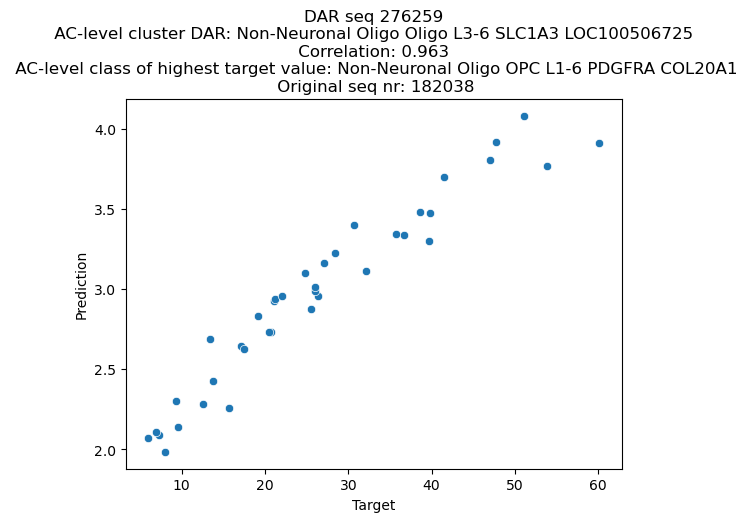 DAR seq 276259
AC-level cluster DAR: Non-Neuronal Oligo Oligo L3-6 SLC1A3 LOC100506725
Correlation: 0.963
AC-level class of highest target value: Non-Neuronal Oligo OPC L1-6 PDGFRA COL20A1
Original seq nr: 182038
4.0
3.5
3.0
2.5
2.0
Prediction
10 20 30 40 50 60
Target